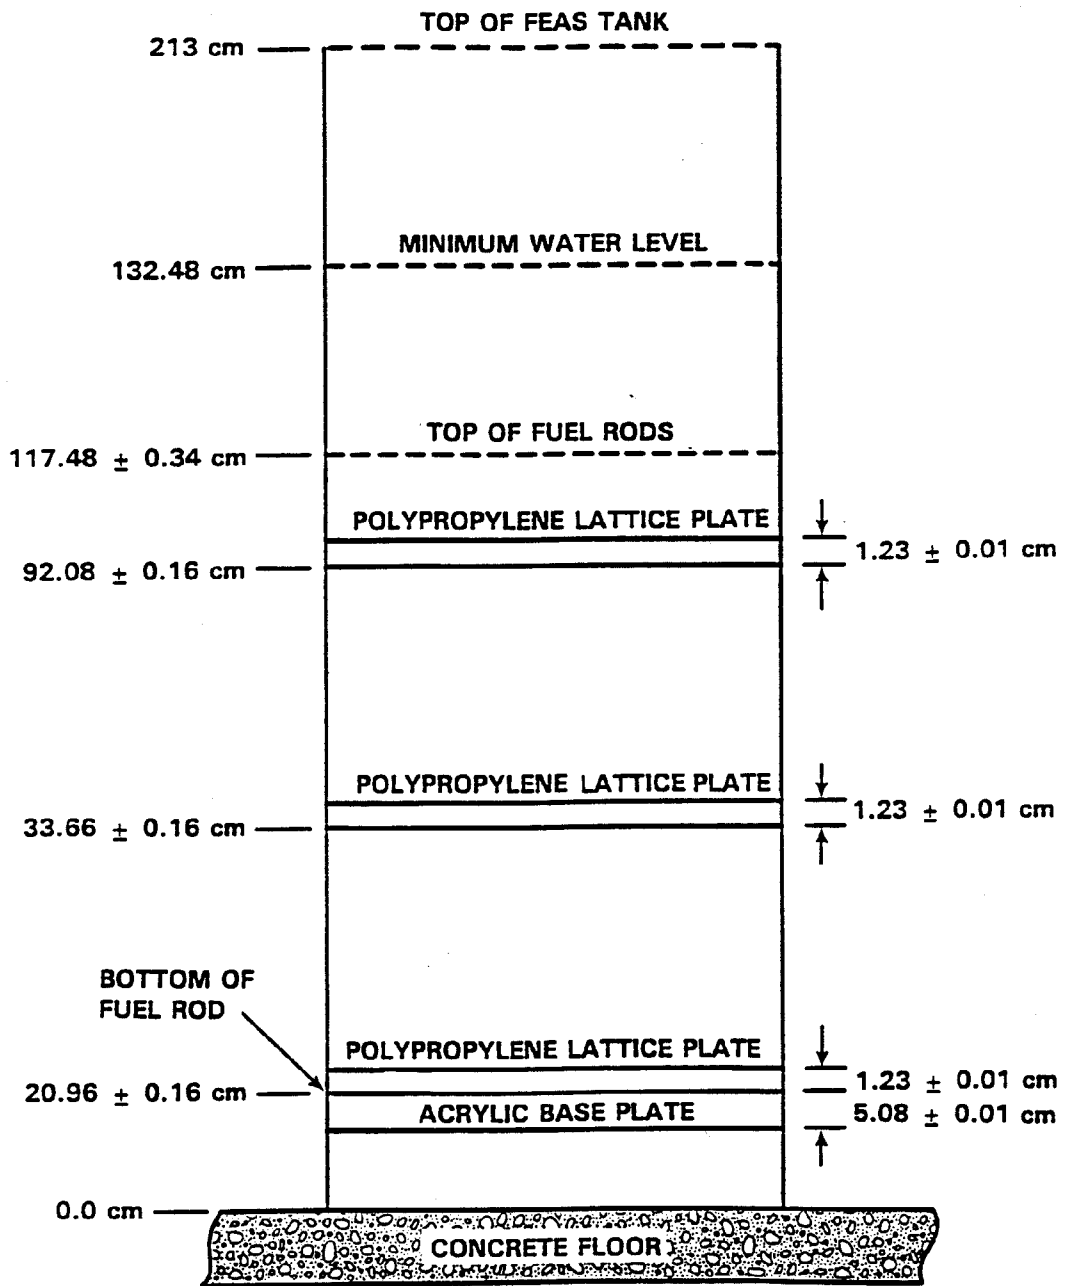 TOP OF FEAS TANK
213 cm
MINIMUM WATER LEVEL
132.48 cm
TOP OF FUEL RODS
117.48 ± 0.34 cm
POLYPROPYLENE LATTICE PLATE
1.23 ± 0.01 cm
92.08 ± 0.16 cm
POLYPROPYLENE LATTICE PLATE
1.23 ± 0.01 cm
33.66 ± 0.16 cm
BOTTOM OF
FUEL ROD
POLYPROPYLENE LATTICE PLATE
1.23 ± 0.01 cm
20.96 ± 0.16 cm
ACRYLIC BASE PLATE
5.08 ± 0.01 cm
0.0 cm
CONCRETE FLOOR